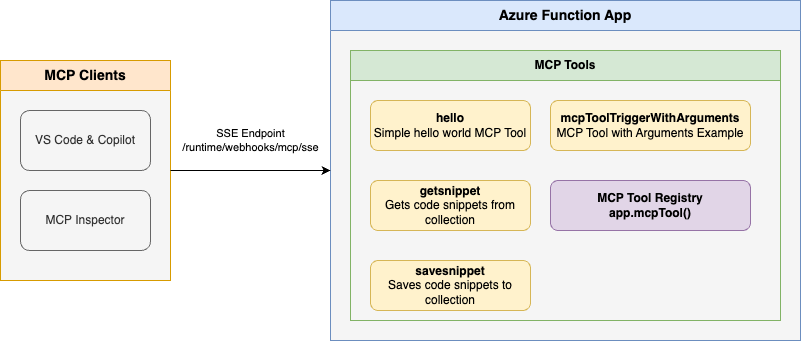 Azure Function App
MCP Clients
MCP Tools
VS Code & Copilot
MCP Inspector
SSE Endpoint
/runtime/webhooks/mcp/sse
hello
Simple hello world MCP Tool
mcpToolTriggerWithArguments
MCP Tool with Arguments Example
getsnippet
Gets code snippets from
collection
MCP Tool Registry
app.mcpTool()
savesnippet
Saves code snippets to
collection